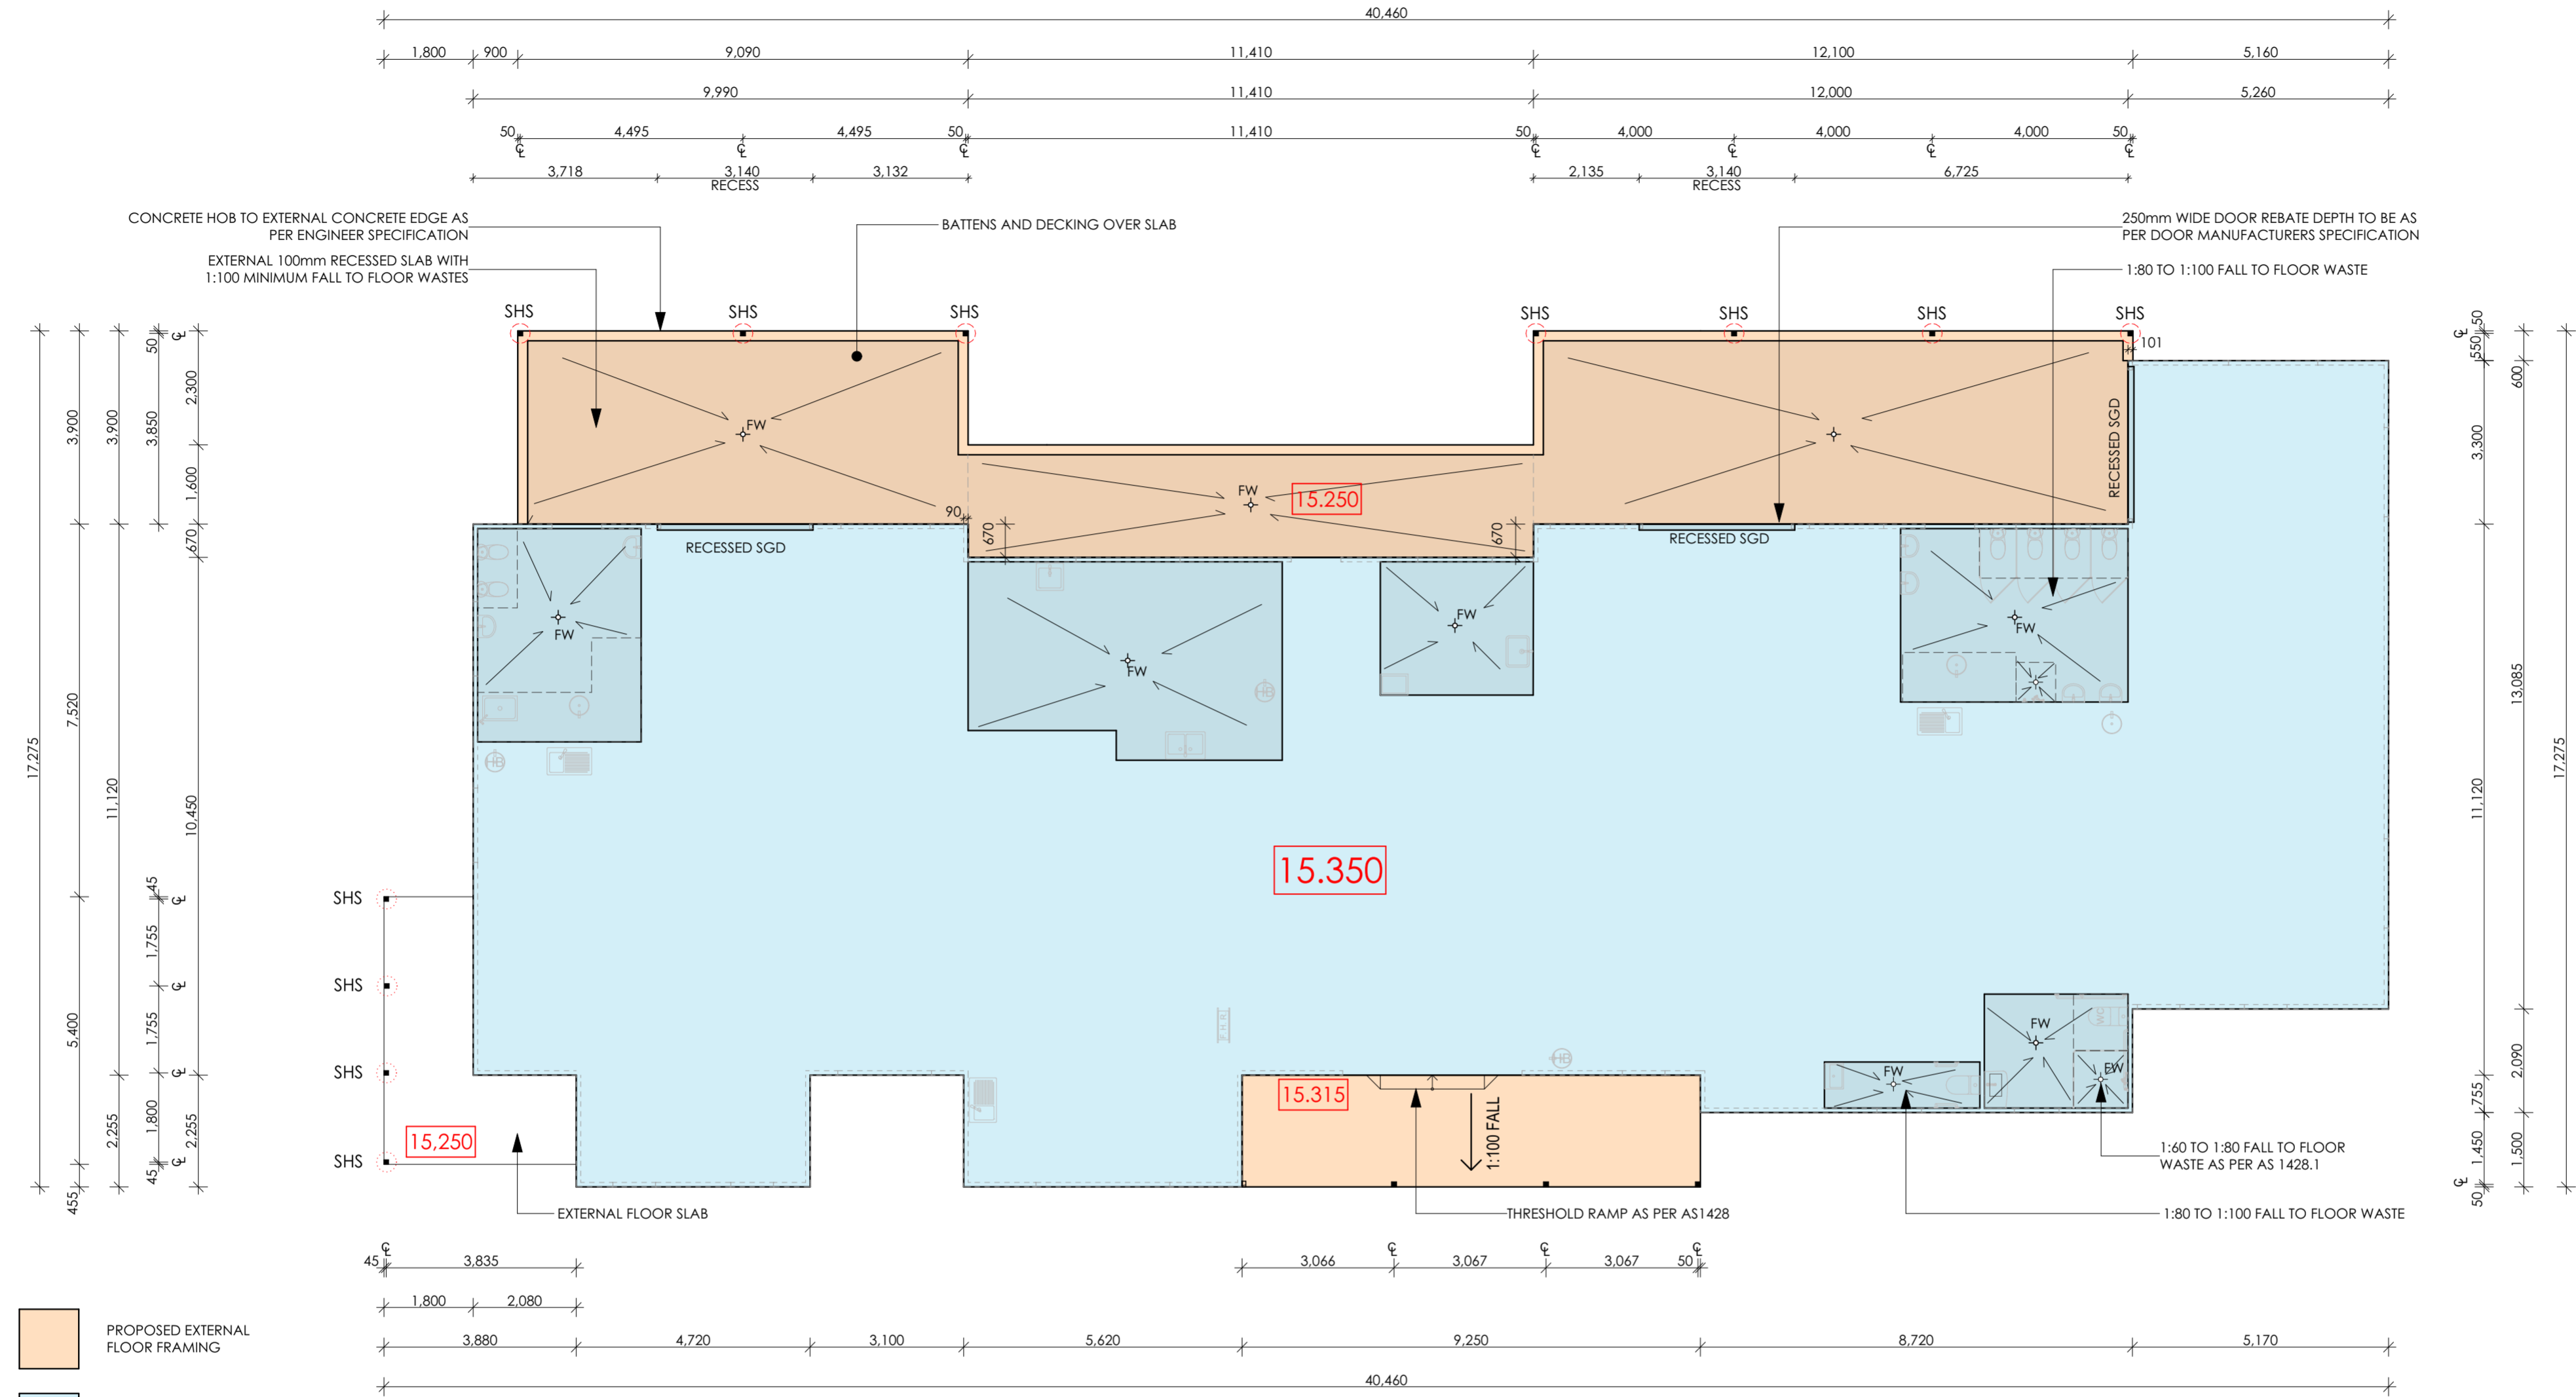 40,460
1,800 900 9,090 11,410 12,100 5,160
9,990 11,410 12,000 5,260
50 4,495 4,495 50 11,410 50 4,000 4,000 4,000 50
3,718 3,140 3,132 2,135 3,140 6,725
RECESS RECESS
CONCRETE HOB TO EXTERNAL CONCRETE EDGE AS
PER ENGINEER SPECIFICATION
EXTERNAL 100mm RECESSED SLAB WITH
1:100 MINIMUM FALL TO FLOOR WASTES
BATTENS AND DECKING OVER SLAB
250mm WIDE DOOR REBATE DEPTH TO BE AS
PER DOOR MANUFACTURERS SPECIFICATION
1:80 TO 1:100 FALL TO FLOOR WASTE
SHS SHS SHS SHS SHS SHS SHS
17,275
3,900
7,520
5,400
455
3,900
11,120
2,255
50
3,850
45
1,755
1,755
1,800
45
2,300
1,600
670
10,450
2,255
FW
FW
15.250
90
670
670
101
RECESSED SGD
RECESSED SGD
RECESSED SGD
FW
FW
FW
FW
HB
HB
15.350
SHS
SHS
SHS
SHS
15,250
F.H.R
HB
15.315
1:100 FALL
FW
FW
FW
WC
50
550
3,300
11,120
755
1,450
50
600
13,085
2,090
1,500
17,275
1:60 TO 1:80 FALL TO FLOOR
WASTE AS PER AS 1428.1
EXTERNAL FLOOR SLAB
THRESHOLD RAMP AS PER AS1428
1:80 TO 1:100 FALL TO FLOOR WASTE
45 3,835 3,066 3,067 3,067 50
1,800 2,080
3,880 4,720 3,100 5,620 9,250 8,720 5,170
40,460
PROPOSED EXTERNAL
FLOOR FRAMING